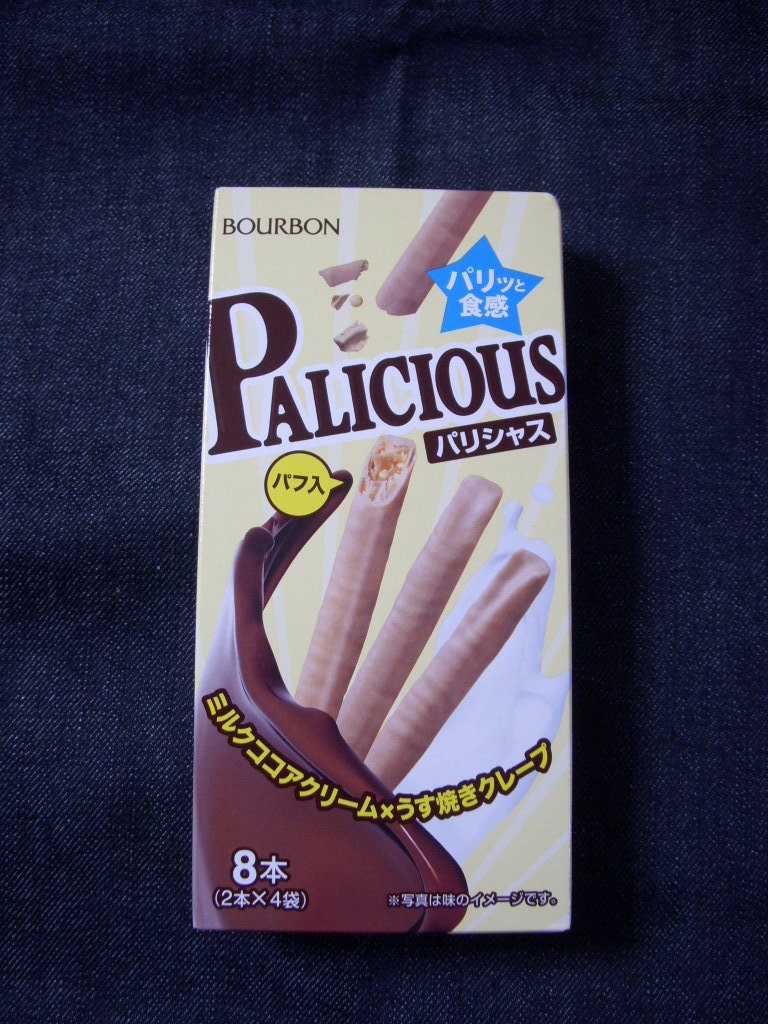 BOURBON
パリッと
食感
PALICIOUS
パリシャス
パフ入
ミルクココアクリーム×うす焼きクレープ
8本
(2本×4袋)
※写真は味のイメージです。